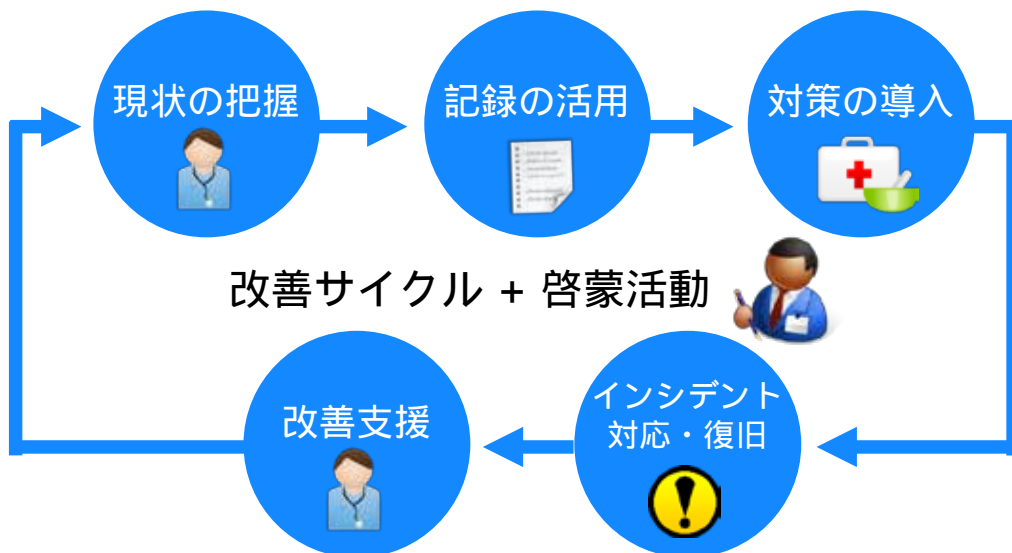 現状の把握
記録の活用
対策の導入
改善サイクル + 啓蒙活動
改善支援
インシデント
対応・復旧